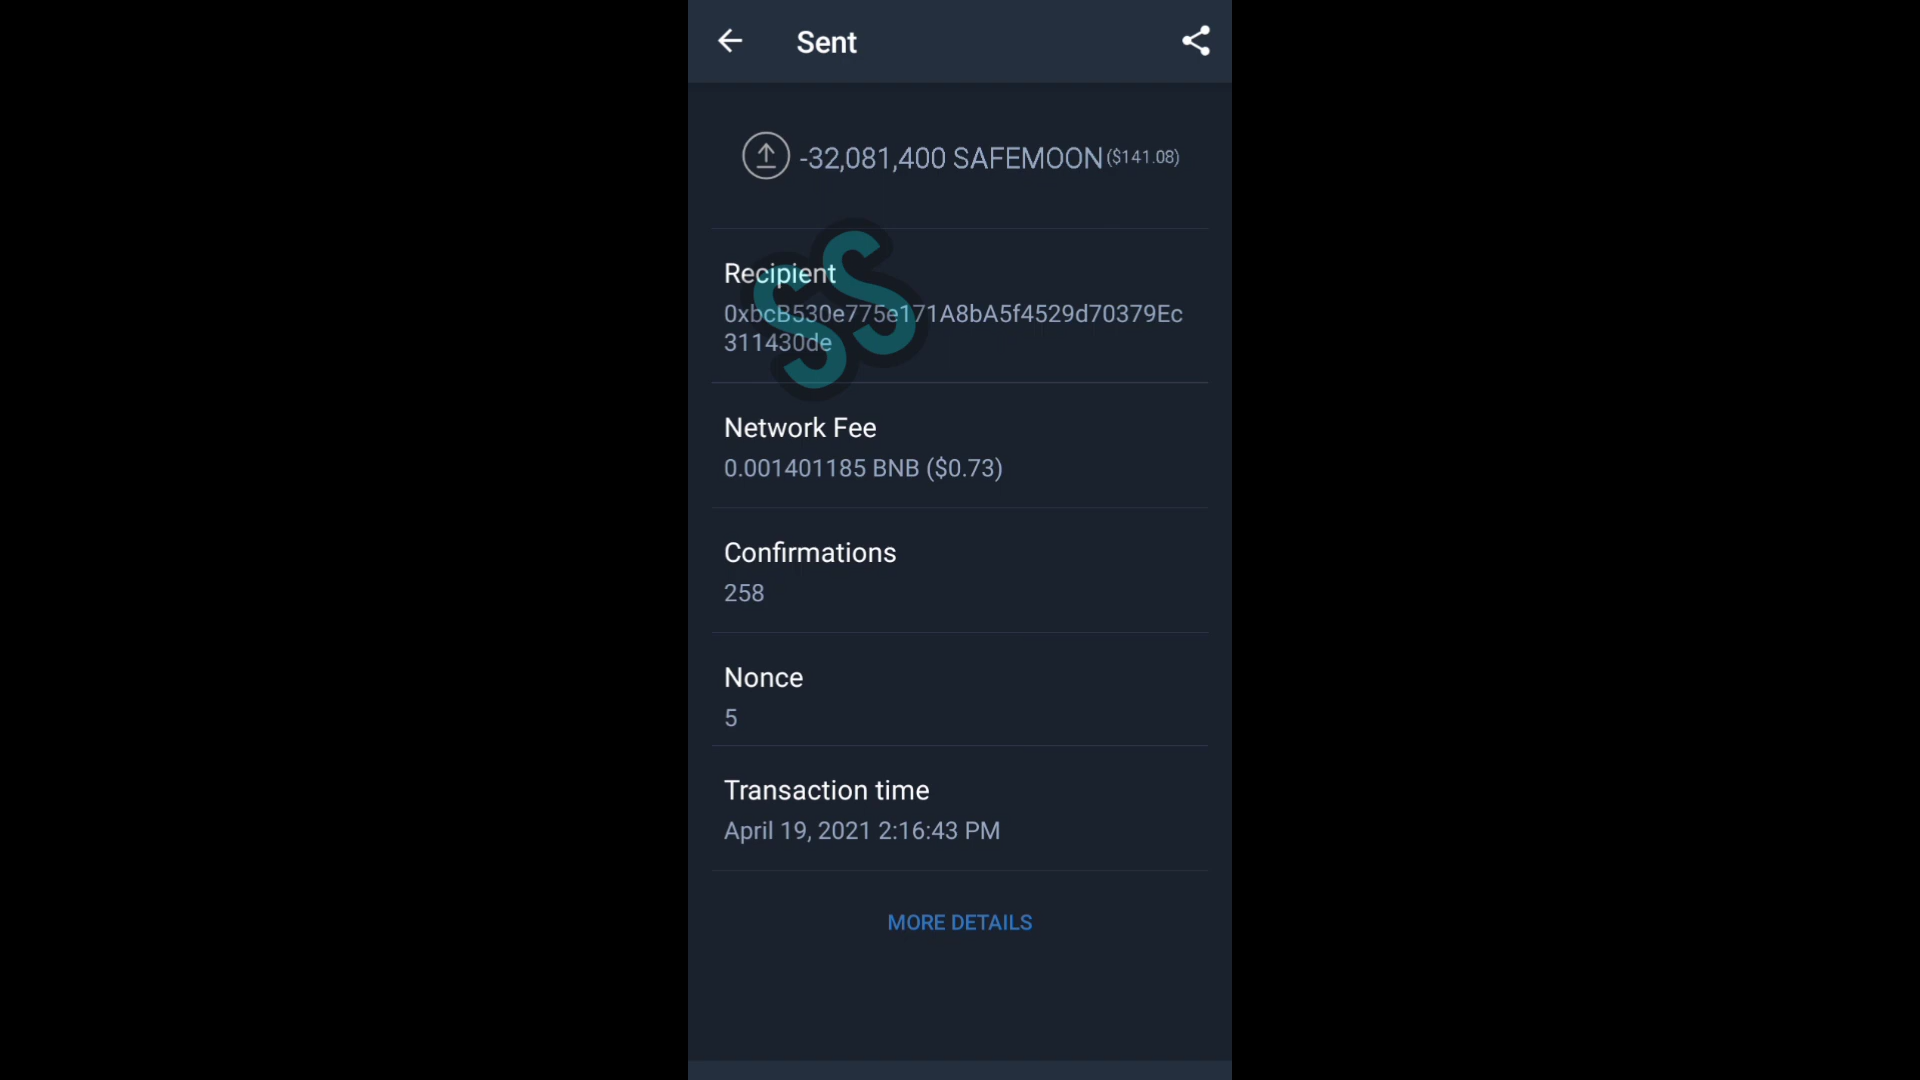 Sent
-32,081,400 SAFEMOON ($141.08)
SS
Recipient
0xbcB530e775e171A8bA5f4529d70379Ec
311430de
Network Fee
0.001401185 BNB ($0.73)
Confirmations
258
Nonce
5
Transaction time
April 19, 2021 2:16:43 PM
MORE DETAILS